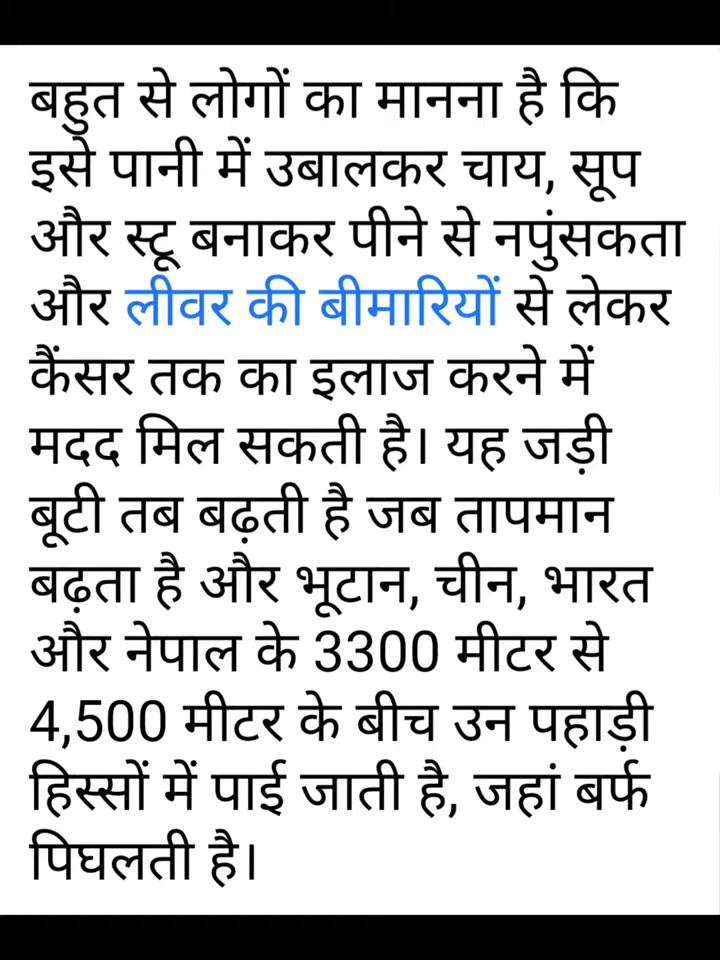 बहुत से लोगों का मानना है कि
इसे पानी में उबालकर चाय, सूप
और स्टू बनाकर पीने से नपुंसकता
और लीवर की बीमारियों से लेकर
कैंसर तक का इलाज करने में
मदद मिल सकती है। यह जड़ी
बूटी तब बढ़ती है जब तापमान
बढ़ता है और भूटान, चीन, भारत
और नेपाल के 3300 मीटर से
4,500 मीटर के बीच उन पहाड़ी
हिस्सों में पाई जाती है, जहां बर्फ
पिघलती है।